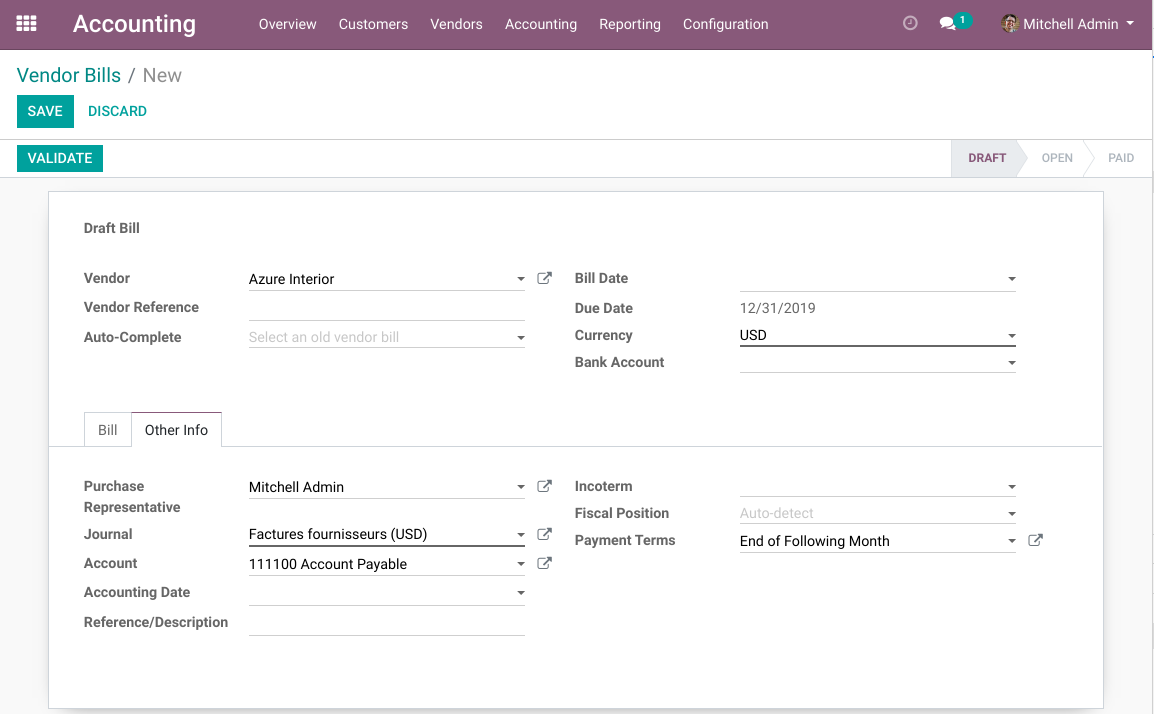 Accounting Overview Customers Vendors Accounting Reporting Configuration 1 Mitchell Admin
Vendor Bills / New
SAVE DISCARD
VALIDATE DRAFT OPEN PAID
Draft Bill
Vendor Azure Interior Bill Date
Vendor Reference Due Date 12/31/2019
Auto-Complete Select an old vendor bill Currency USD
Bank Account
Bill Other Info
Purchase Representative Mitchell Admin Incoterm
Journal Factures fournisseurs (USD) Fiscal Position Auto-detect
Account 111100 Account Payable Payment Terms End of Following Month
Accounting Date
Reference/Description